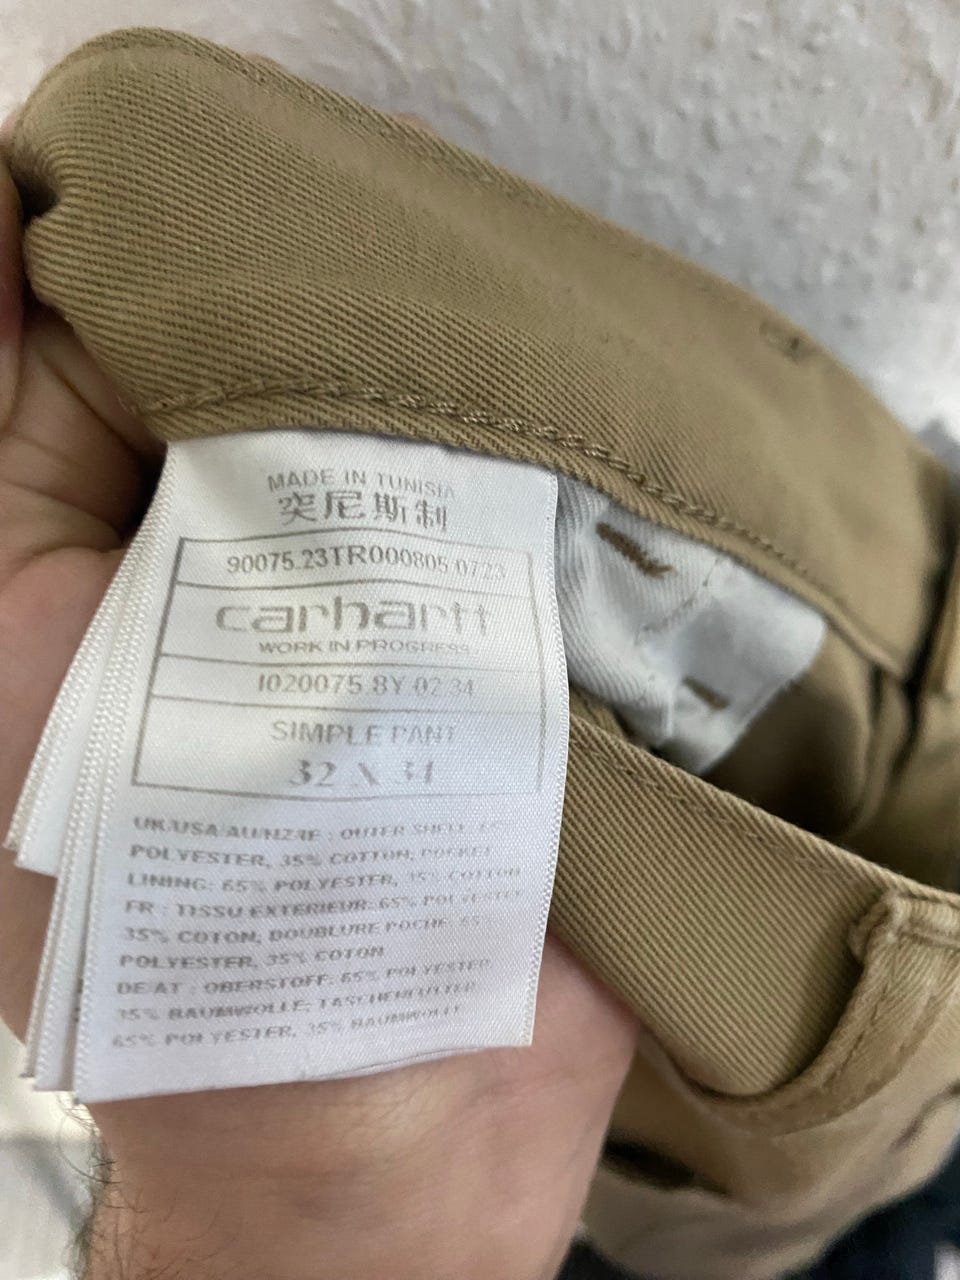 MADE IN TUNISIA
突尼斯制
90075.23TR000805 0723
carhartt
WORK IN PROGRESS
I020075.8Y.02.34
SIMPLE PANT
32 X 34
UK/USA/AU/NZ/IE : OUTER SHELL: 65%
POLYESTER, 35% COTTON; POCKET
LINING: 65% POLYESTER, 35% COTTON
FR : TISSU EXTERIEUR: 65% POLYESTER
35% COTON; DOUBLURE POCHE: 65%
POLYESTER, 35% COTON
DE/AT : OBERSTOFF: 65% POLYESTER
35% BAUMWOLLE; TASCHENFUTTER
65% POLYESTER, 35% BAUMWOLLE